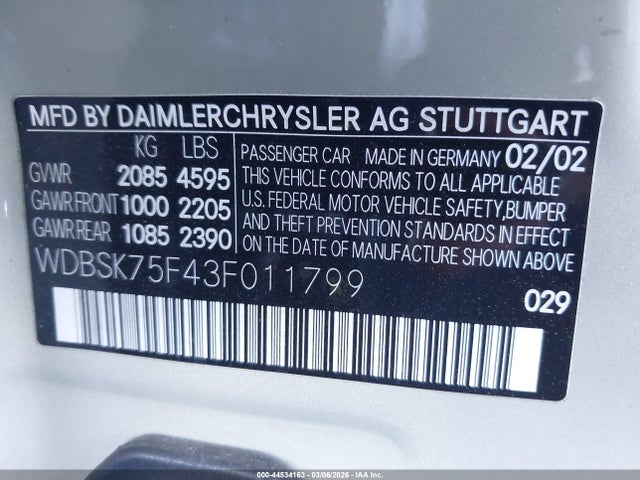 MFD BY DAIMLERCHRYSLER AG STUTTGART
KG LBS
GVWR 2085 4595
GAWR FRONT 1000 2205
GAWR REAR 1085 2390
PASSENGER CAR MADE IN GERMANY 02/02
THIS VEHICLE CONFORMS TO ALL APPLICABLE
U.S. FEDERAL MOTOR VEHICLE SAFETY, BUMPER
AND THEFT PREVENTION STANDARDS IN EFFECT
ON THE DATE OF MANUFACTURE SHOWN ABOVE
WDBSK75F43F011799
029
000-44534163 - 03/06/2026 - IAA Inc.